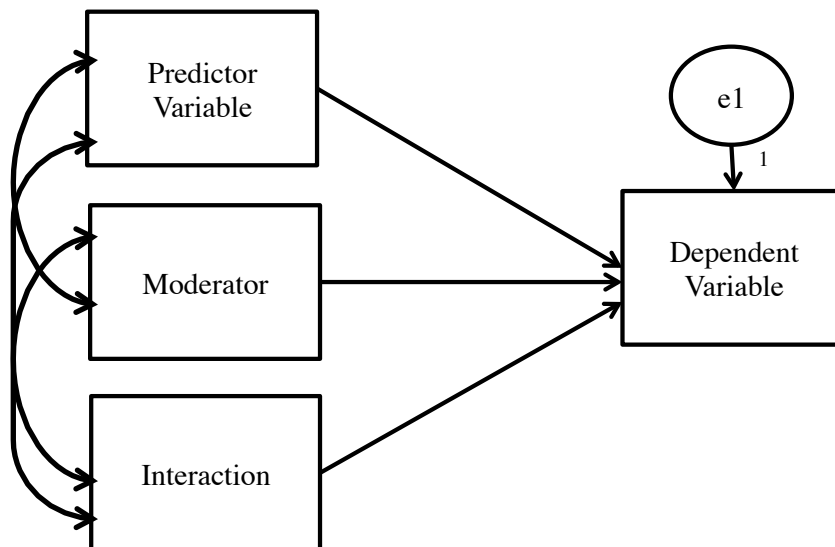 Predictor
Variable
e1
1
Dependent
Variable
Moderator
Interaction